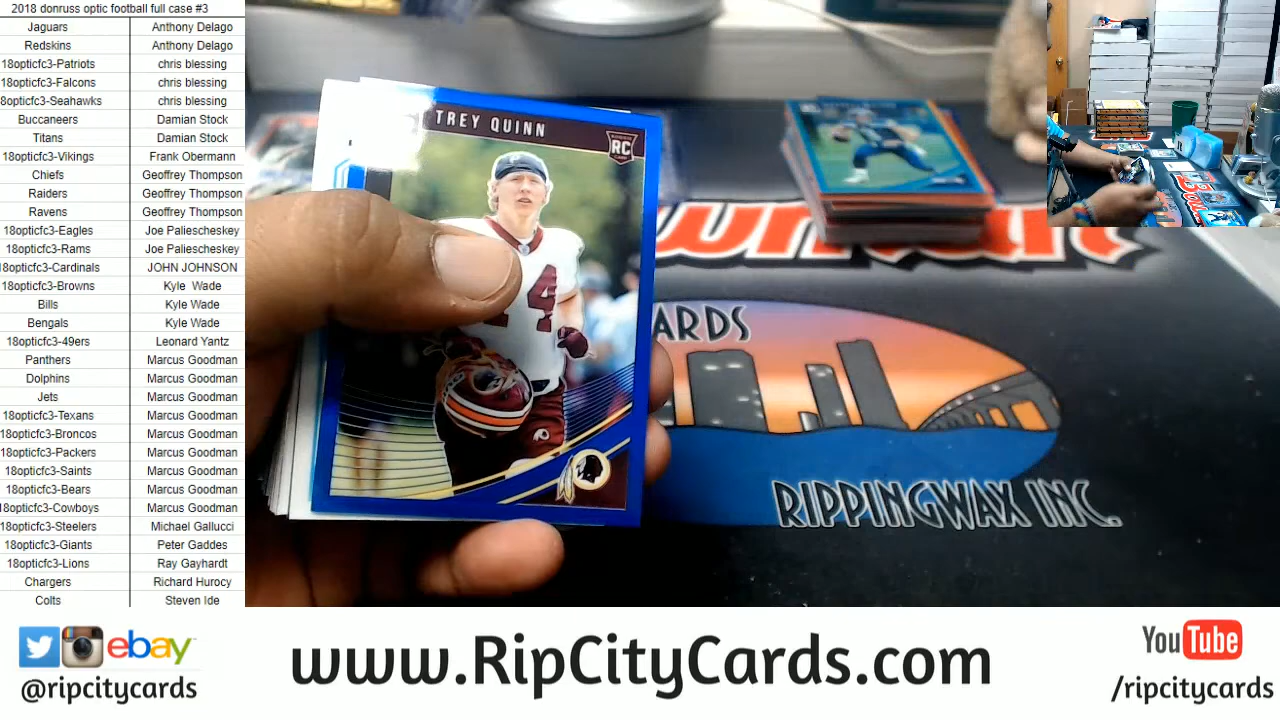 2018 donruss optic football full case #3
Jaguars Anthony Delago
Redskins Anthony Delago
18opticfc3-Patriots chris blessing
18opticfc3-Falcons chris blessing
8opticfc3-Seahawks chris blessing
Buccaneers Damian Stock
Titans Damian Stock
18opticfc3-Vikings Frank Obermann
Chiefs Geoffrey Thompson
Raiders Geoffrey Thompson
Ravens Geoffrey Thompson
18opticfc3-Eagles Joe Paliescheskey
18opticfc3-Rams Joe Paliescheskey
18opticfc3-Cardinals JOHN JOHNSON
18opticfc3-Browns Kyle Wade
Bills Kyle Wade
Bengals Kyle Wade
18opticfc3-49ers Leonard Yantz
Panthers Marcus Goodman
Dolphins Marcus Goodman
Jets Marcus Goodman
18opticfc3-Texans Marcus Goodman
18opticfc3-Broncos Marcus Goodman
18opticfc3-Packers Marcus Goodman
18opticfc3-Saints Marcus Goodman
18opticfc3-Bears Marcus Goodman
18opticfc3-Cowboys Marcus Goodman
18opticfc3-Steelers Michael Gallucci
18opticfc3-Giants Peter Gaddes
18opticfc3-Lions Ray Gayhardt
Chargers Richard Hurocy
Colts Steven Ide
TREY QUINN
RC
ARDS
RIPPINGWAX INC.
ebay
@ripcitycards
www.RipCityCards.com
YouTube
/ripcitycards